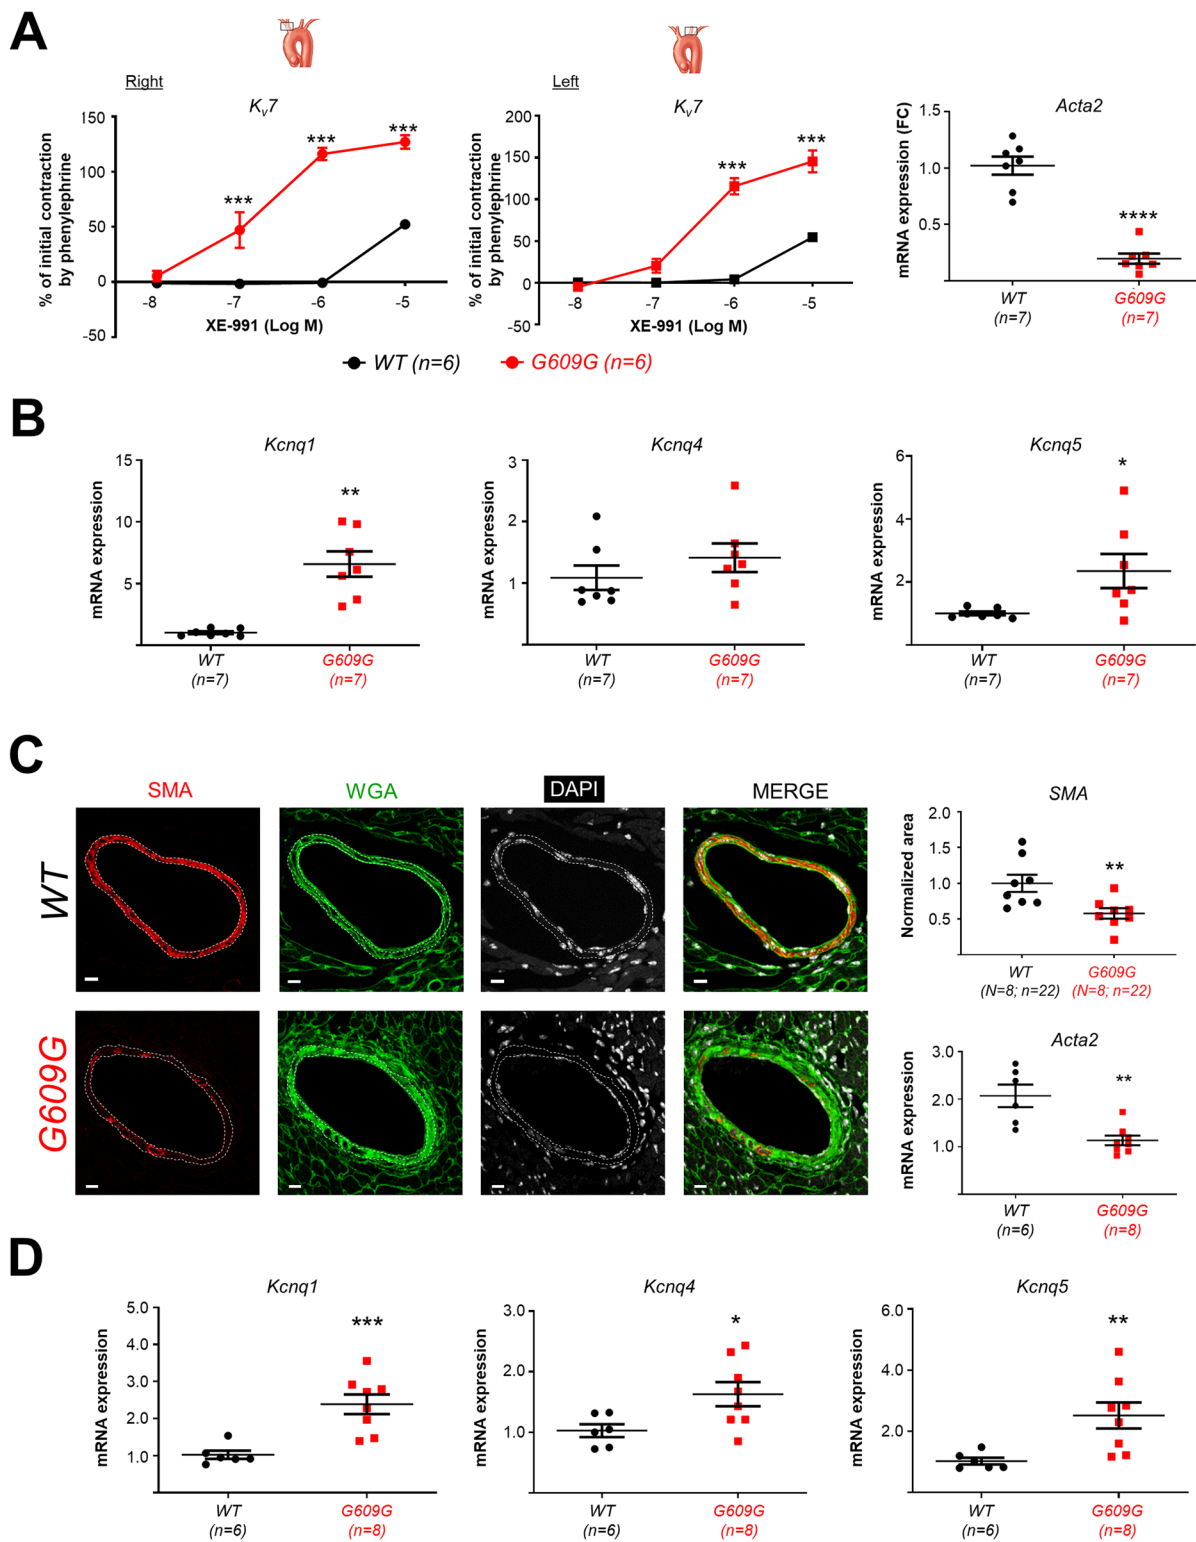 A
Right
Kv7
% of initial contraction
by phenylephrine
150
100
50
0
-50
-8
-7
-6
-5
***
***
***
XE-991 (Log M)
Left
Kv7
% of initial contraction
by phenylephrine
200
150
100
50
0
-50
-8
-7
-6
-5
***
***
XE-991 (Log M)
WT (n=6)
G609G (n=6)
Acta2
mRNA expression (FC)
1.5
1.0
0.5
****
WT
(n=7)
G609G
(n=7)
B
Kcnq1
mRNA expression
15
10
5
**
WT
(n=7)
G609G
(n=7)
Kcnq4
mRNA expression
3
2
1
WT
(n=7)
G609G
(n=7)
Kcnq5
mRNA expression
6
4
2
*
WT
(n=7)
G609G
(n=7)
C
SMA
WGA
DAPI
MERGE
WT
G609G
SMA
Normalized area
2.0
1.5
1.0
0.5
**
WT
(N=8; n=22)
G609G
(N=8; n=22)
Acta2
mRNA expression
3.0
2.0
1.0
**
WT
(n=6)
G609G
(n=8)
D
Kcnq1
mRNA expression
5.0
4.0
3.0
2.0
1.0
***
WT
(n=6)
G609G
(n=8)
Kcnq4
mRNA expression
3.0
2.0
1.0
*
WT
(n=6)
G609G
(n=8)
Kcnq5
mRNA expression
6.0
4.0
2.0
**
WT
(n=6)
G609G
(n=8)